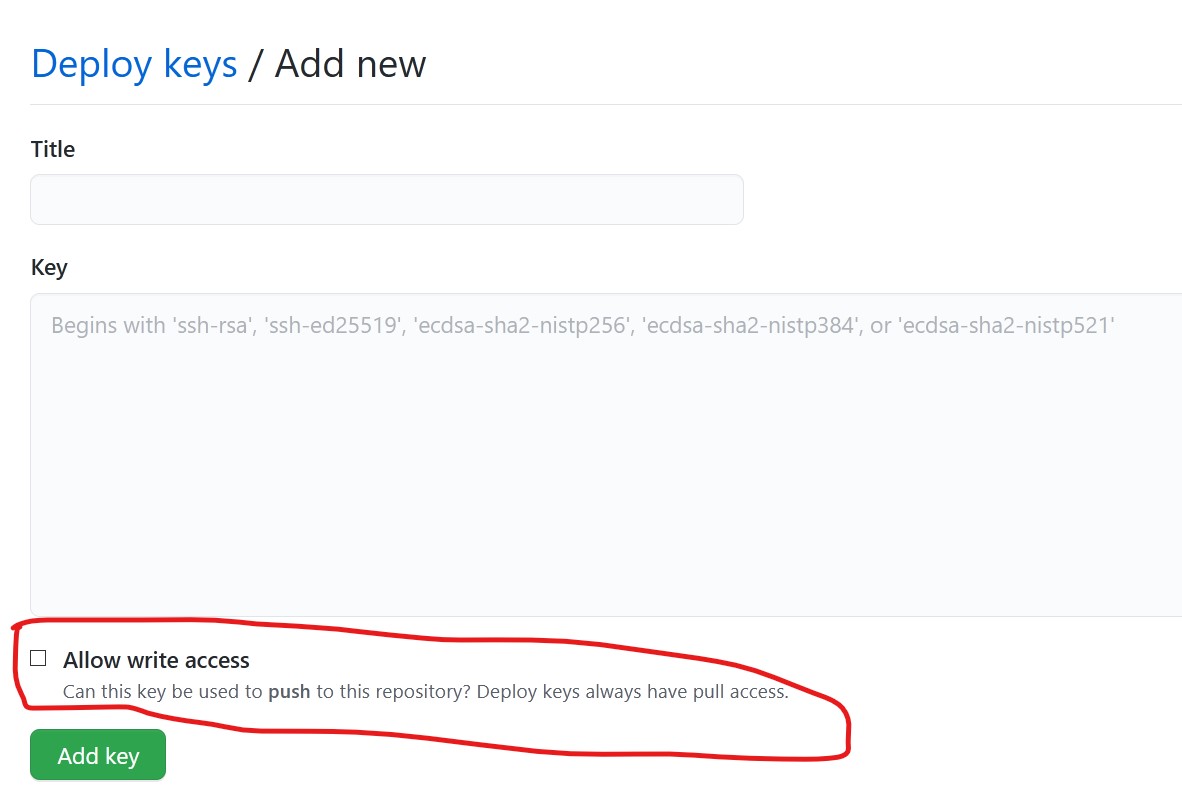 Deploy keys / Add new
Title
Key
Begins with 'ssh-rsa', 'ssh-ed25519', 'ecdsa-sha2-nistp256', 'ecdsa-sha2-nistp384', or 'ecdsa-sha2-nistp521'
Allow write access
Can this key be used to push to this repository? Deploy keys always have pull access.
Add key